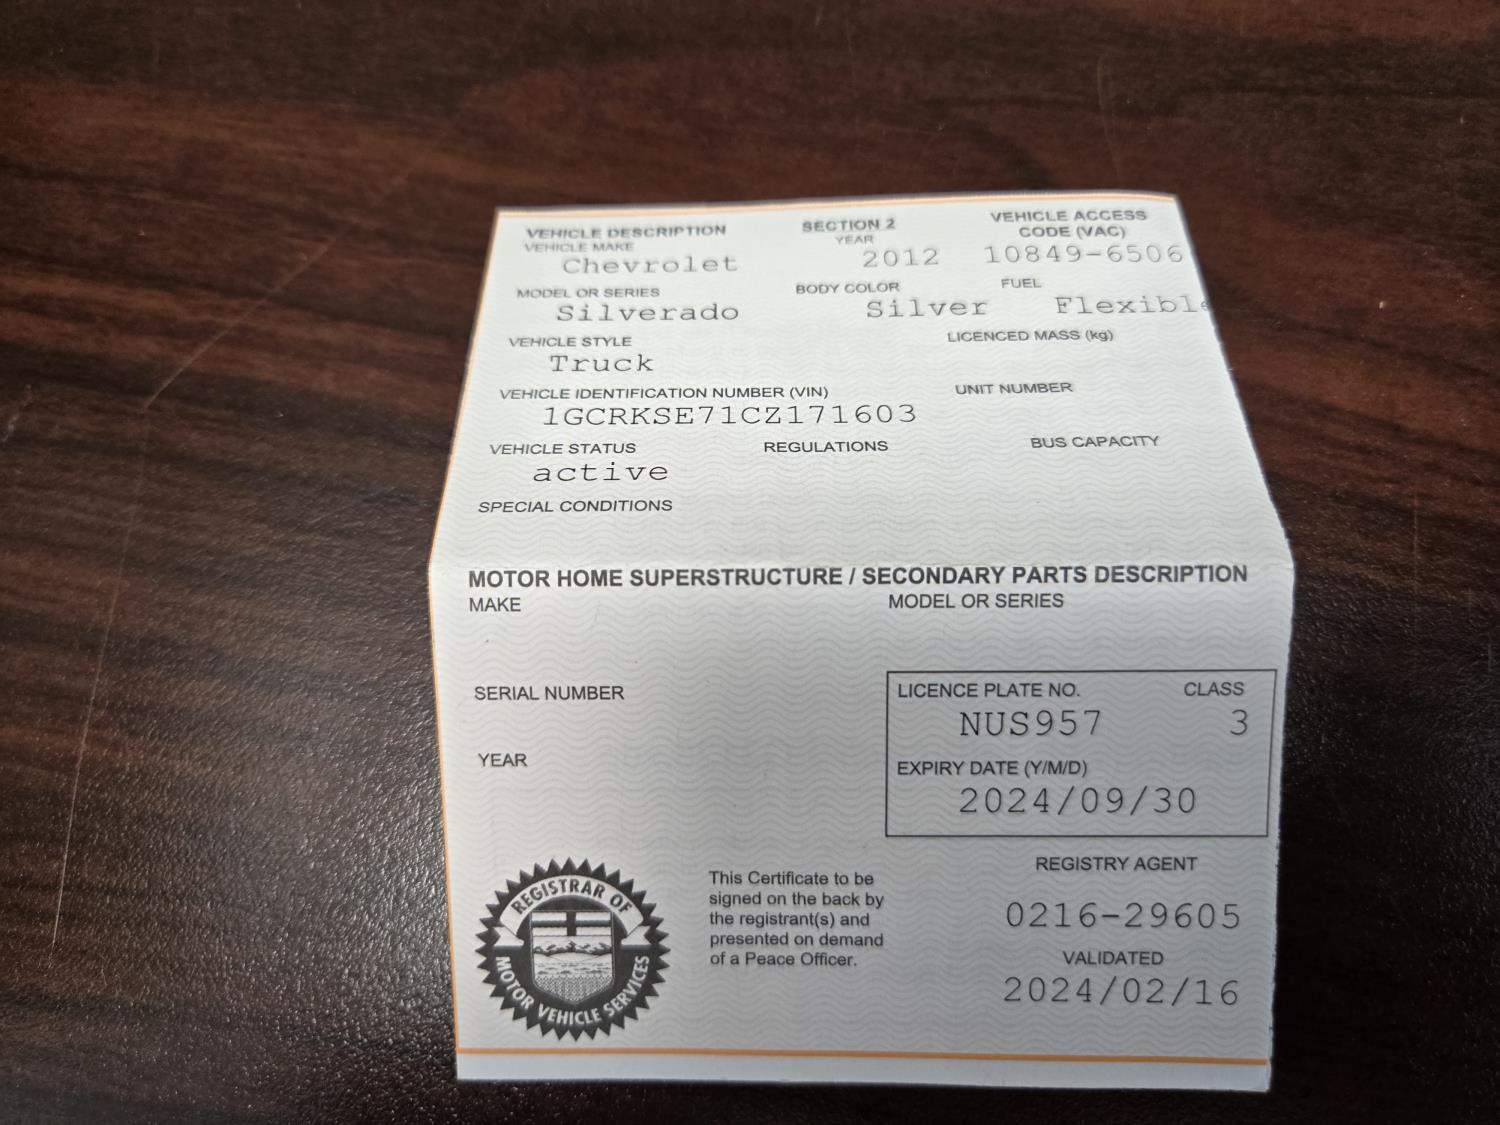 VEHICLE DESCRIPTION SECTION 2 VEHICLE ACCESS CODE (VAC)
VEHICLE MAKE YEAR
Chevrolet 2012 10849-6506
MODEL OR SERIES BODY COLOR FUEL
Silverado Silver Flexible
VEHICLE STYLE LICENCED MASS (kg)
Truck
VEHICLE IDENTIFICATION NUMBER (VIN) UNIT NUMBER
1GCRKSE71CZ171603
VEHICLE STATUS REGULATIONS BUS CAPACITY
active
SPECIAL CONDITIONS
MOTOR HOME SUPERSTRUCTURE / SECONDARY PARTS DESCRIPTION
MAKE MODEL OR SERIES
SERIAL NUMBER
YEAR
LICENCE PLATE NO. CLASS
NUS957 3
EXPIRY DATE (Y/M/D)
2024/09/30
REGISTRAR OF
MOTOR VEHICLE SERVICES
This Certificate to be
signed on the back by
the registrant(s) and
presented on demand
of a Peace Officer.
REGISTRY AGENT
0216-29605
VALIDATED
2024/02/16